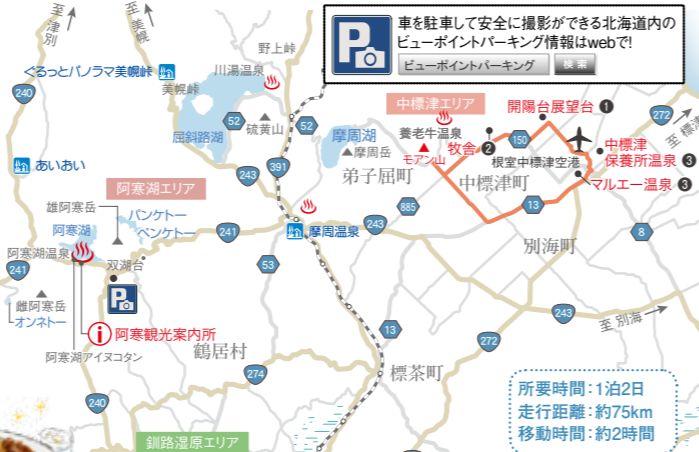 至
津
別
至
美
幌
野上峠
川湯温泉
ぐるっとパノラマ美幌峠
美幌峠
240
屈斜路湖
52
硫黄山
52
摩周湖
摩周岳
あいおい
243
391
弟子屈町
車を駐車して安全に撮影ができる北海道内の
ビューポイントパーキング情報はwebで!
P
ビューポイントパーキング
検索
中標津エリア
開陽台展望台 ❶
養老牛温泉
牧舎 ❷
150
272
モアン山
根室中標津空港
中標津
保養所温泉 ❸
マルエー温泉 ❸
中標津町
阿寒湖エリア
雄阿寒岳
パンケトー
ペンケトー
阿寒湖
阿寒湖温泉
双湖台
241
241
摩周温泉
243
885
13
8
別海町
53
P
雌阿寒岳
オンネトー
i
阿寒観光案内所
阿寒湖アイヌコタン
鶴居村
13
272
243
至 別海
274
標茶町
240
391
釧路湿原エリア
所要時間:1泊2日
走行距離:約75km
移動時間:約2時間